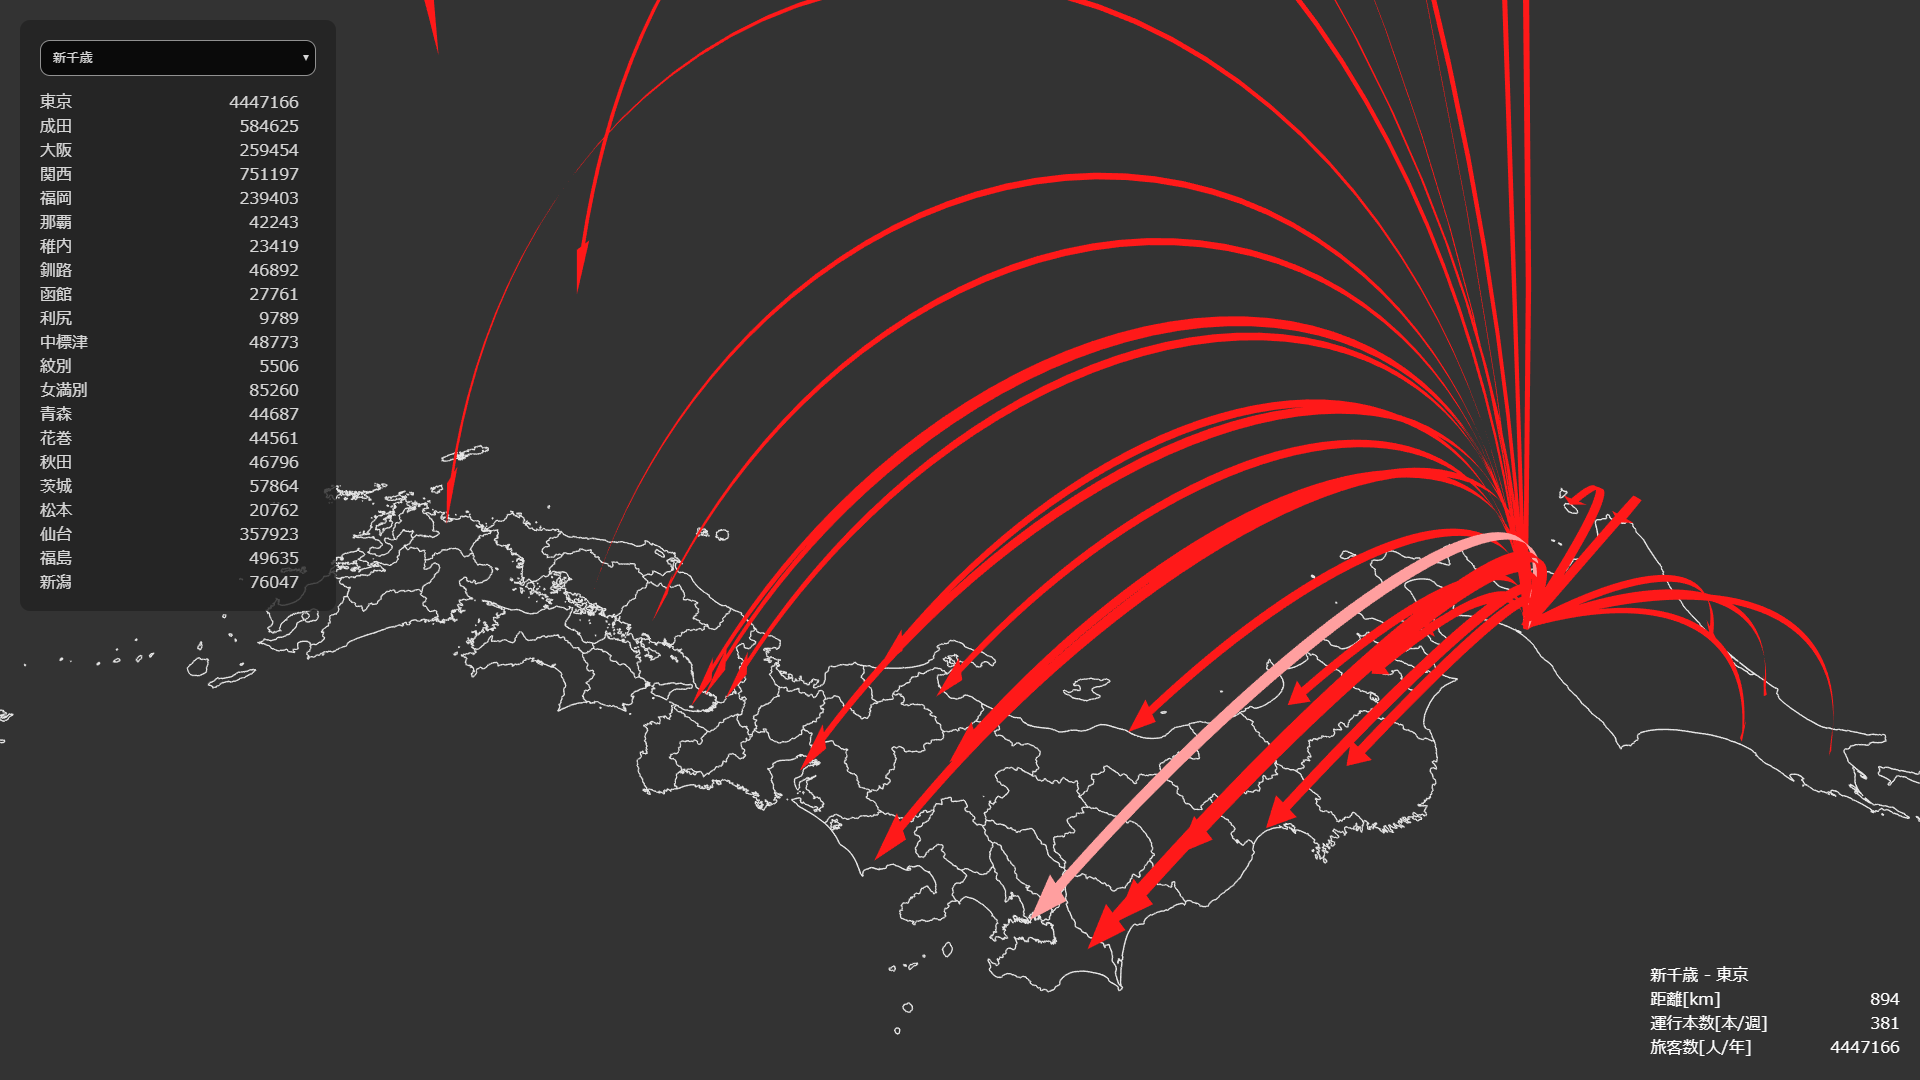 新千歳
東京 4447166
成田 584625
大阪 259454
関西 751197
福岡 239403
那覇 42243
稚内 23419
釧路 46892
函館 27761
利尻 9789
中標津 48773
紋別 5506
女満別 85260
青森 44687
花巻 44561
秋田 46796
茨城 57864
松本 20762
仙台 357923
福島 49635
新潟 76047
新千歳 - 東京
距離[km] 894
運行本数[本/週] 381
旅客数[人/年] 4447166